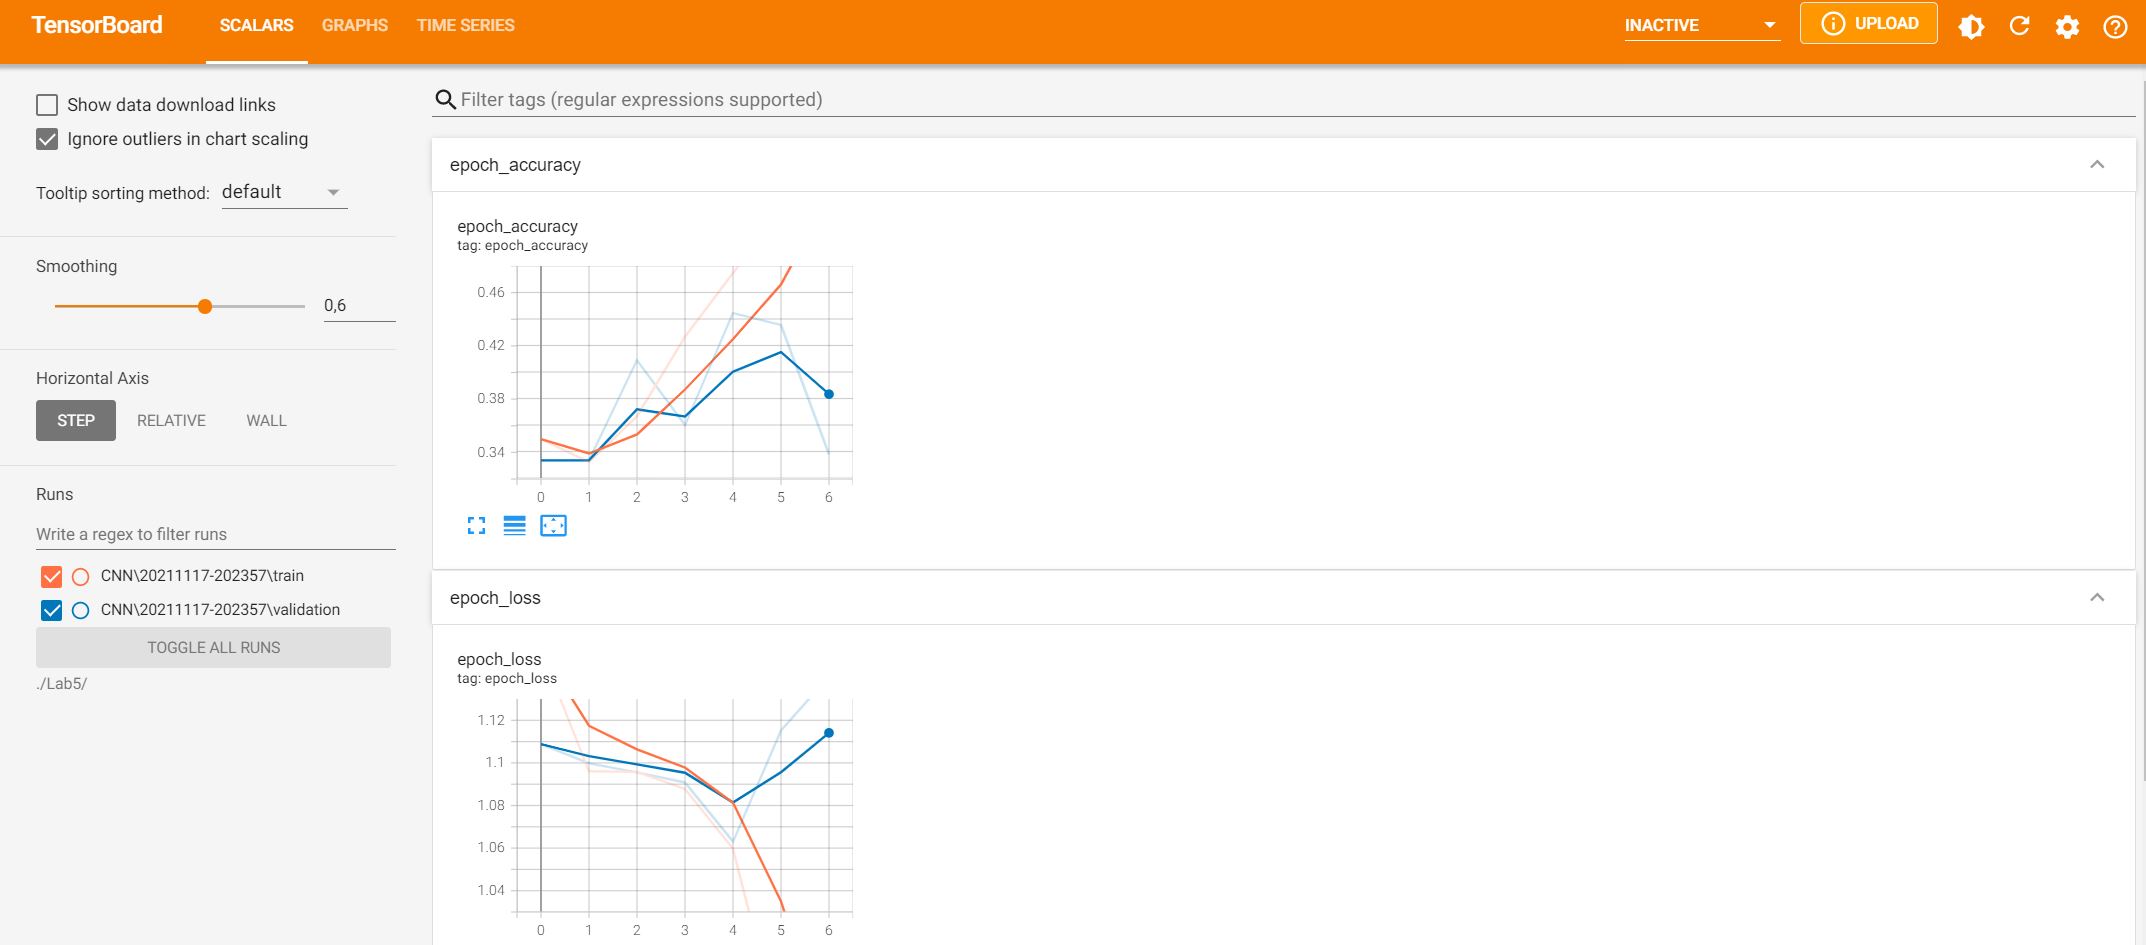 TensorBoard SCALARS GRAPHS TIME SERIES INACTIVE UPLOAD
Show data download links
Ignore outliers in chart scaling
Tooltip sorting method: default
Smoothing
0,6
Horizontal Axis
STEP RELATIVE WALL
Runs
Write a regex to filter runs
CNN\20211117-202357\train
CNN\20211117-202357\validation
TOGGLE ALL RUNS
./Lab5/
Filter tags (regular expressions supported)
epoch_accuracy
epoch_accuracy
tag: epoch_accuracy
0.46
0.42
0.38
0.34
0 1 2 3 4 5 6
epoch_loss
epoch_loss
tag: epoch_loss
1.12
1.1
1.08
1.06
1.04
0 1 2 3 4 5 6